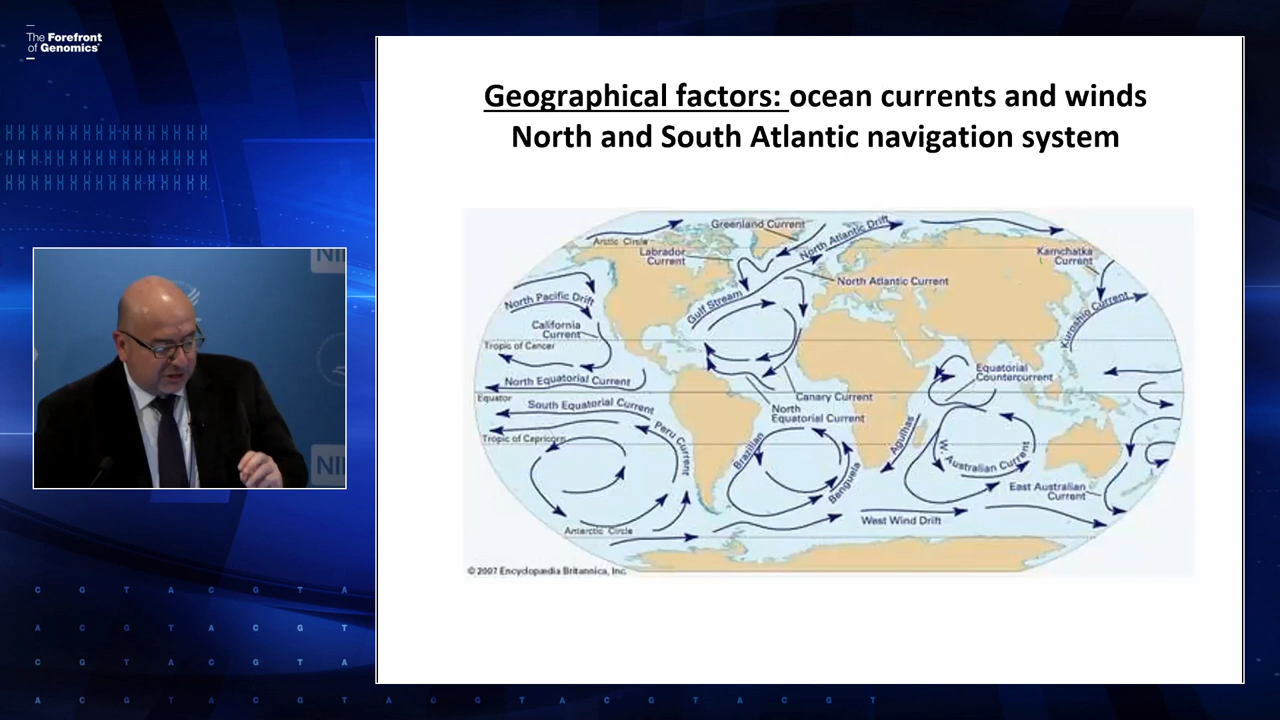 The Forefront
of Genomics®
Geographical factors: ocean currents and winds
North and South Atlantic navigation system
Greenland Current
Arctic Circle
Labrador
Current
North Atlantic Drift
Kamchatka
Current
North Pacific Drift
Gulf Stream
North Atlantic Current
Kuroshio Current
California
Current
Tropic of Cancer
North Equatorial Current
Equatorial
Countercurrent
Equator
South Equatorial Current
Canary Current
North
Equatorial Current
Tropic of Capricorn
Peru Current
Brazilian
Benguela
Agulhas
W. Australian Current
East Australian
Current
West Wind Drift
Antarctic Circle
© 2007 Encyclopædia Britannica, Inc.
NI
NI
C G T A C G T A
A C G T A C G T
C G T A C G T A
A C G T A C G T A C G T A C G T A C G T